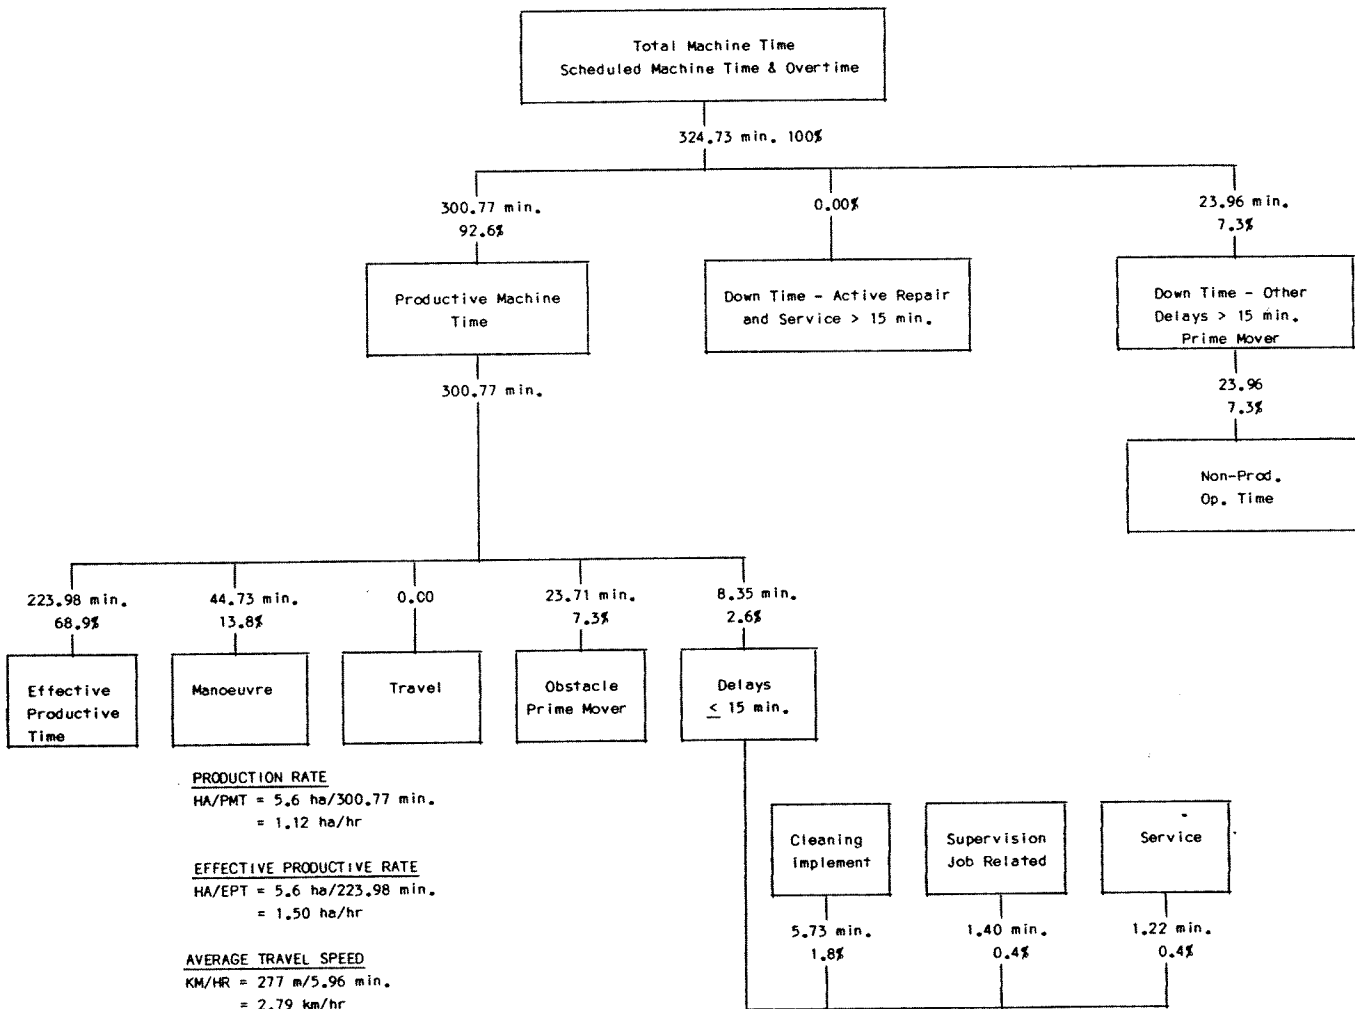 Total Machine Time
Scheduled Machine Time & Overtime
324.73 min. 100%
300.77 min.
92.6%
0.00%
23.96 min.
7.3%
Productive Machine
Time
Down Time - Active Repair
and Service > 15 min.
Down Time - Other
Delays > 15 min.
Prime Mover
300.77 min.
23.96
7.3%
Non-Prod.
Op. Time
223.98 min.
68.9%
44.73 min.
13.8%
0.00
23.71 min.
7.3%
8.35 min.
2.6%
Effective
Productive
Time
Manoeuvre
Travel
Obstacle
Prime Mover
Delays
≤ 15 min.
PRODUCTION RATE
HA/PMT = 5.6 ha/300.77 min.
= 1.12 ha/hr
EFFECTIVE PRODUCTIVE RATE
HA/EPT = 5.6 ha/223.98 min.
= 1.50 ha/hr
AVERAGE TRAVEL SPEED
KM/HR = 277 m/5.96 min.
= 2.79 km/hr
Cleaning
Implement
Supervision
Job Related
Service
5.73 min.
1.8%
1.40 min.
0.4%
1.22 min.
0.4%